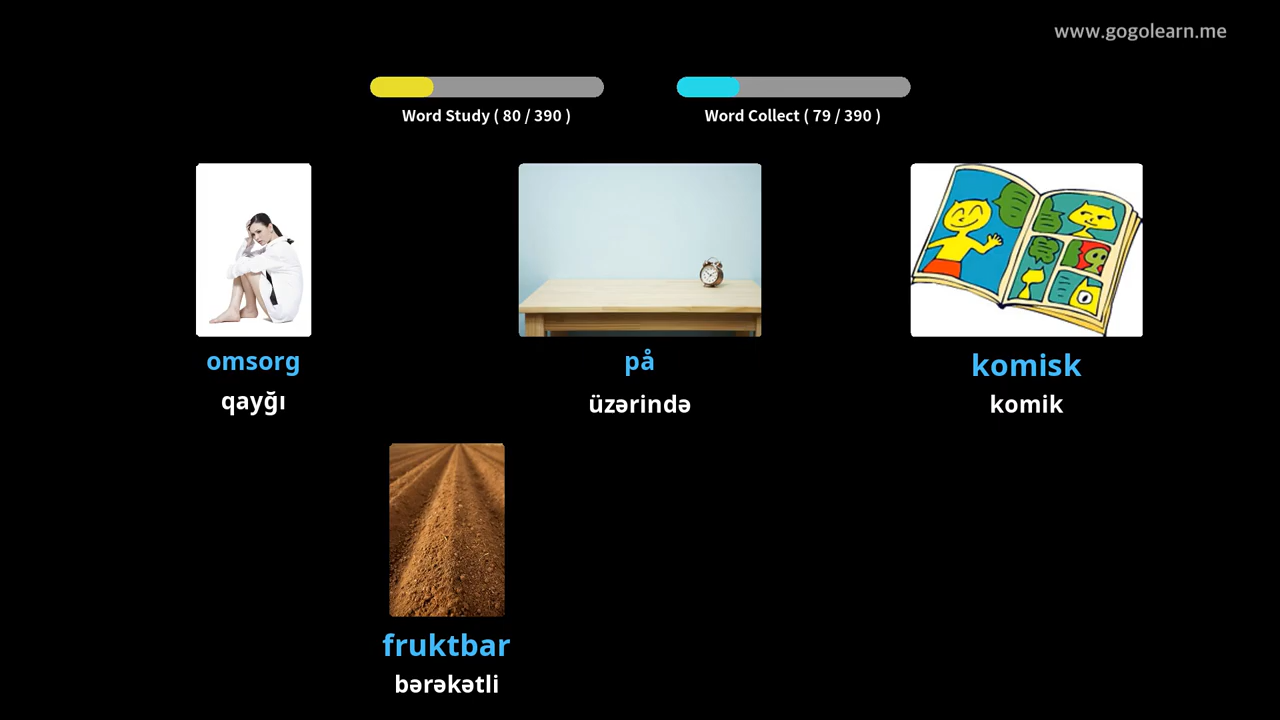 www.gogolearn.me
Word Study ( 80 / 390 )
Word Collect ( 79 / 390 )
omsorg
qayğı
på
üzərində
komisk
komik
fruktbar
bərəkətli